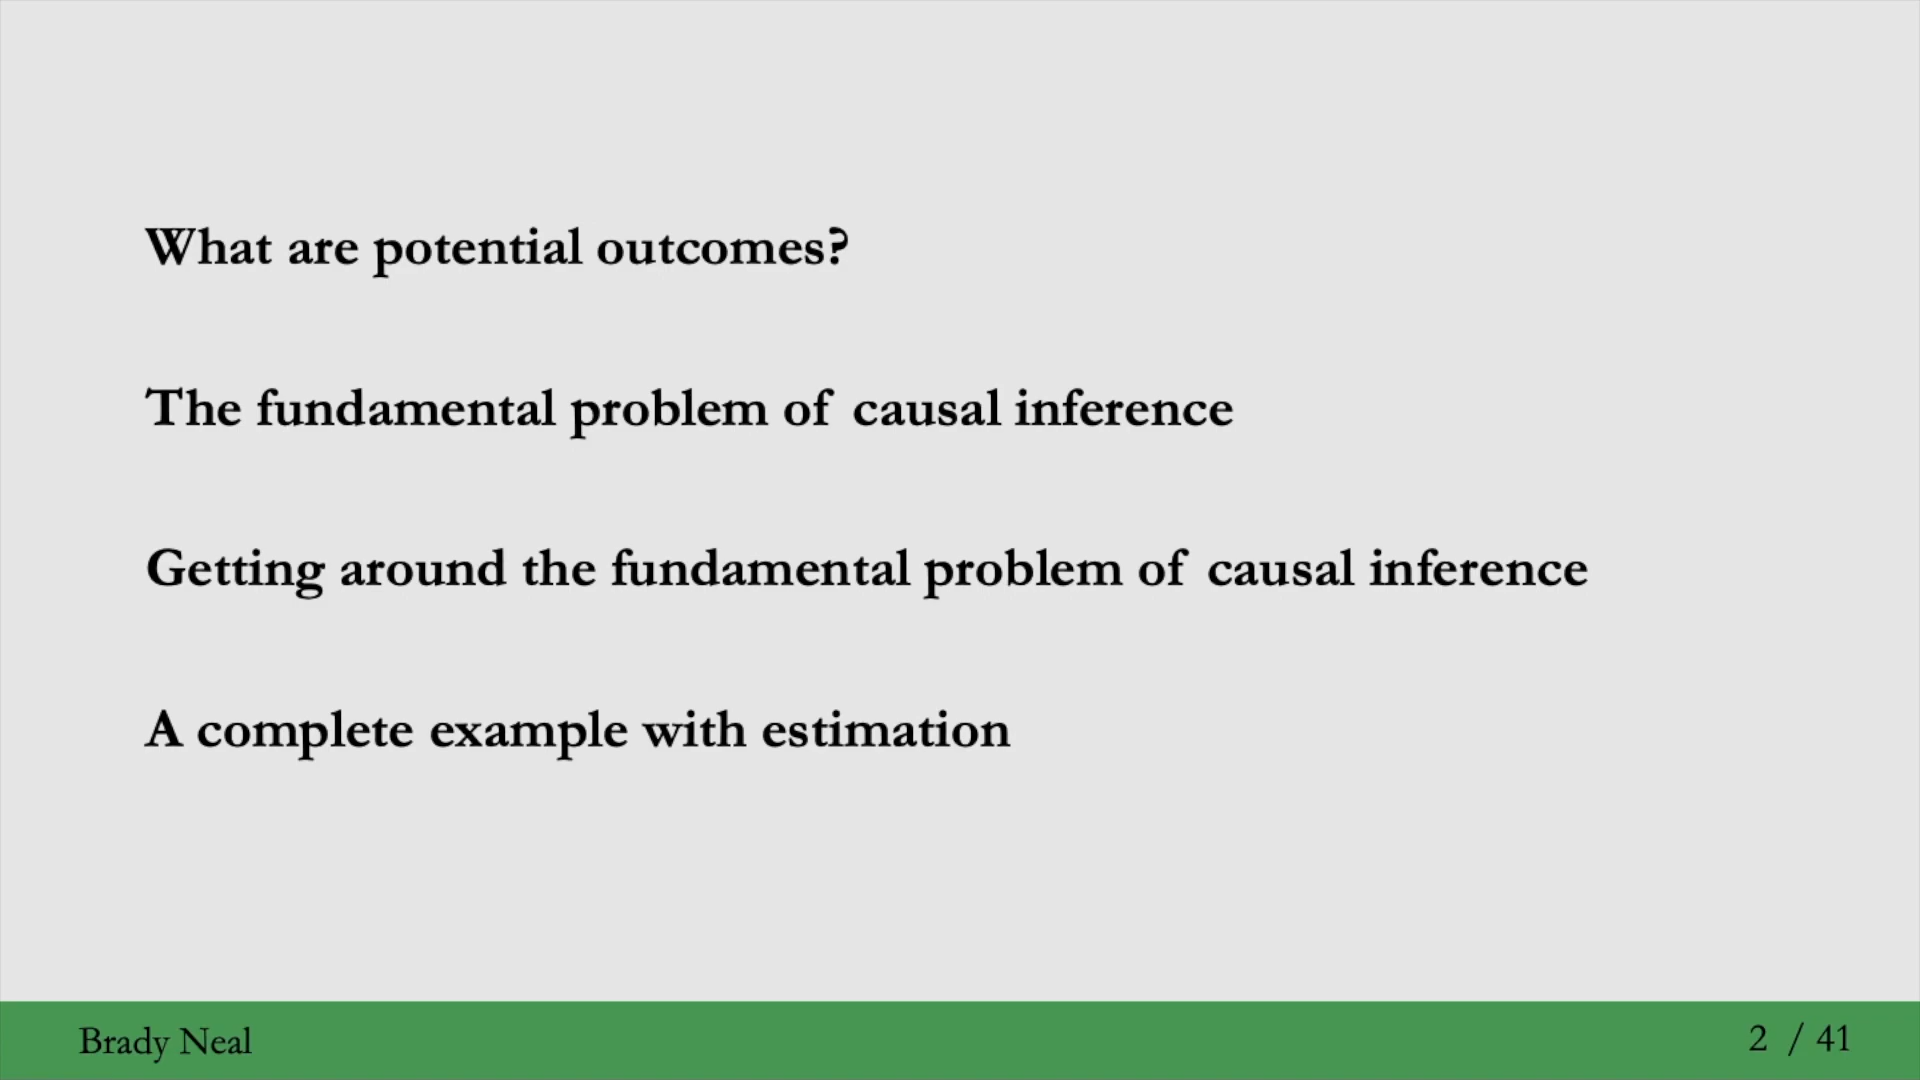 What are potential outcomes?
The fundamental problem of causal inference
Getting around the fundamental problem of causal inference
A complete example with estimation
Brady Neal
2 / 41